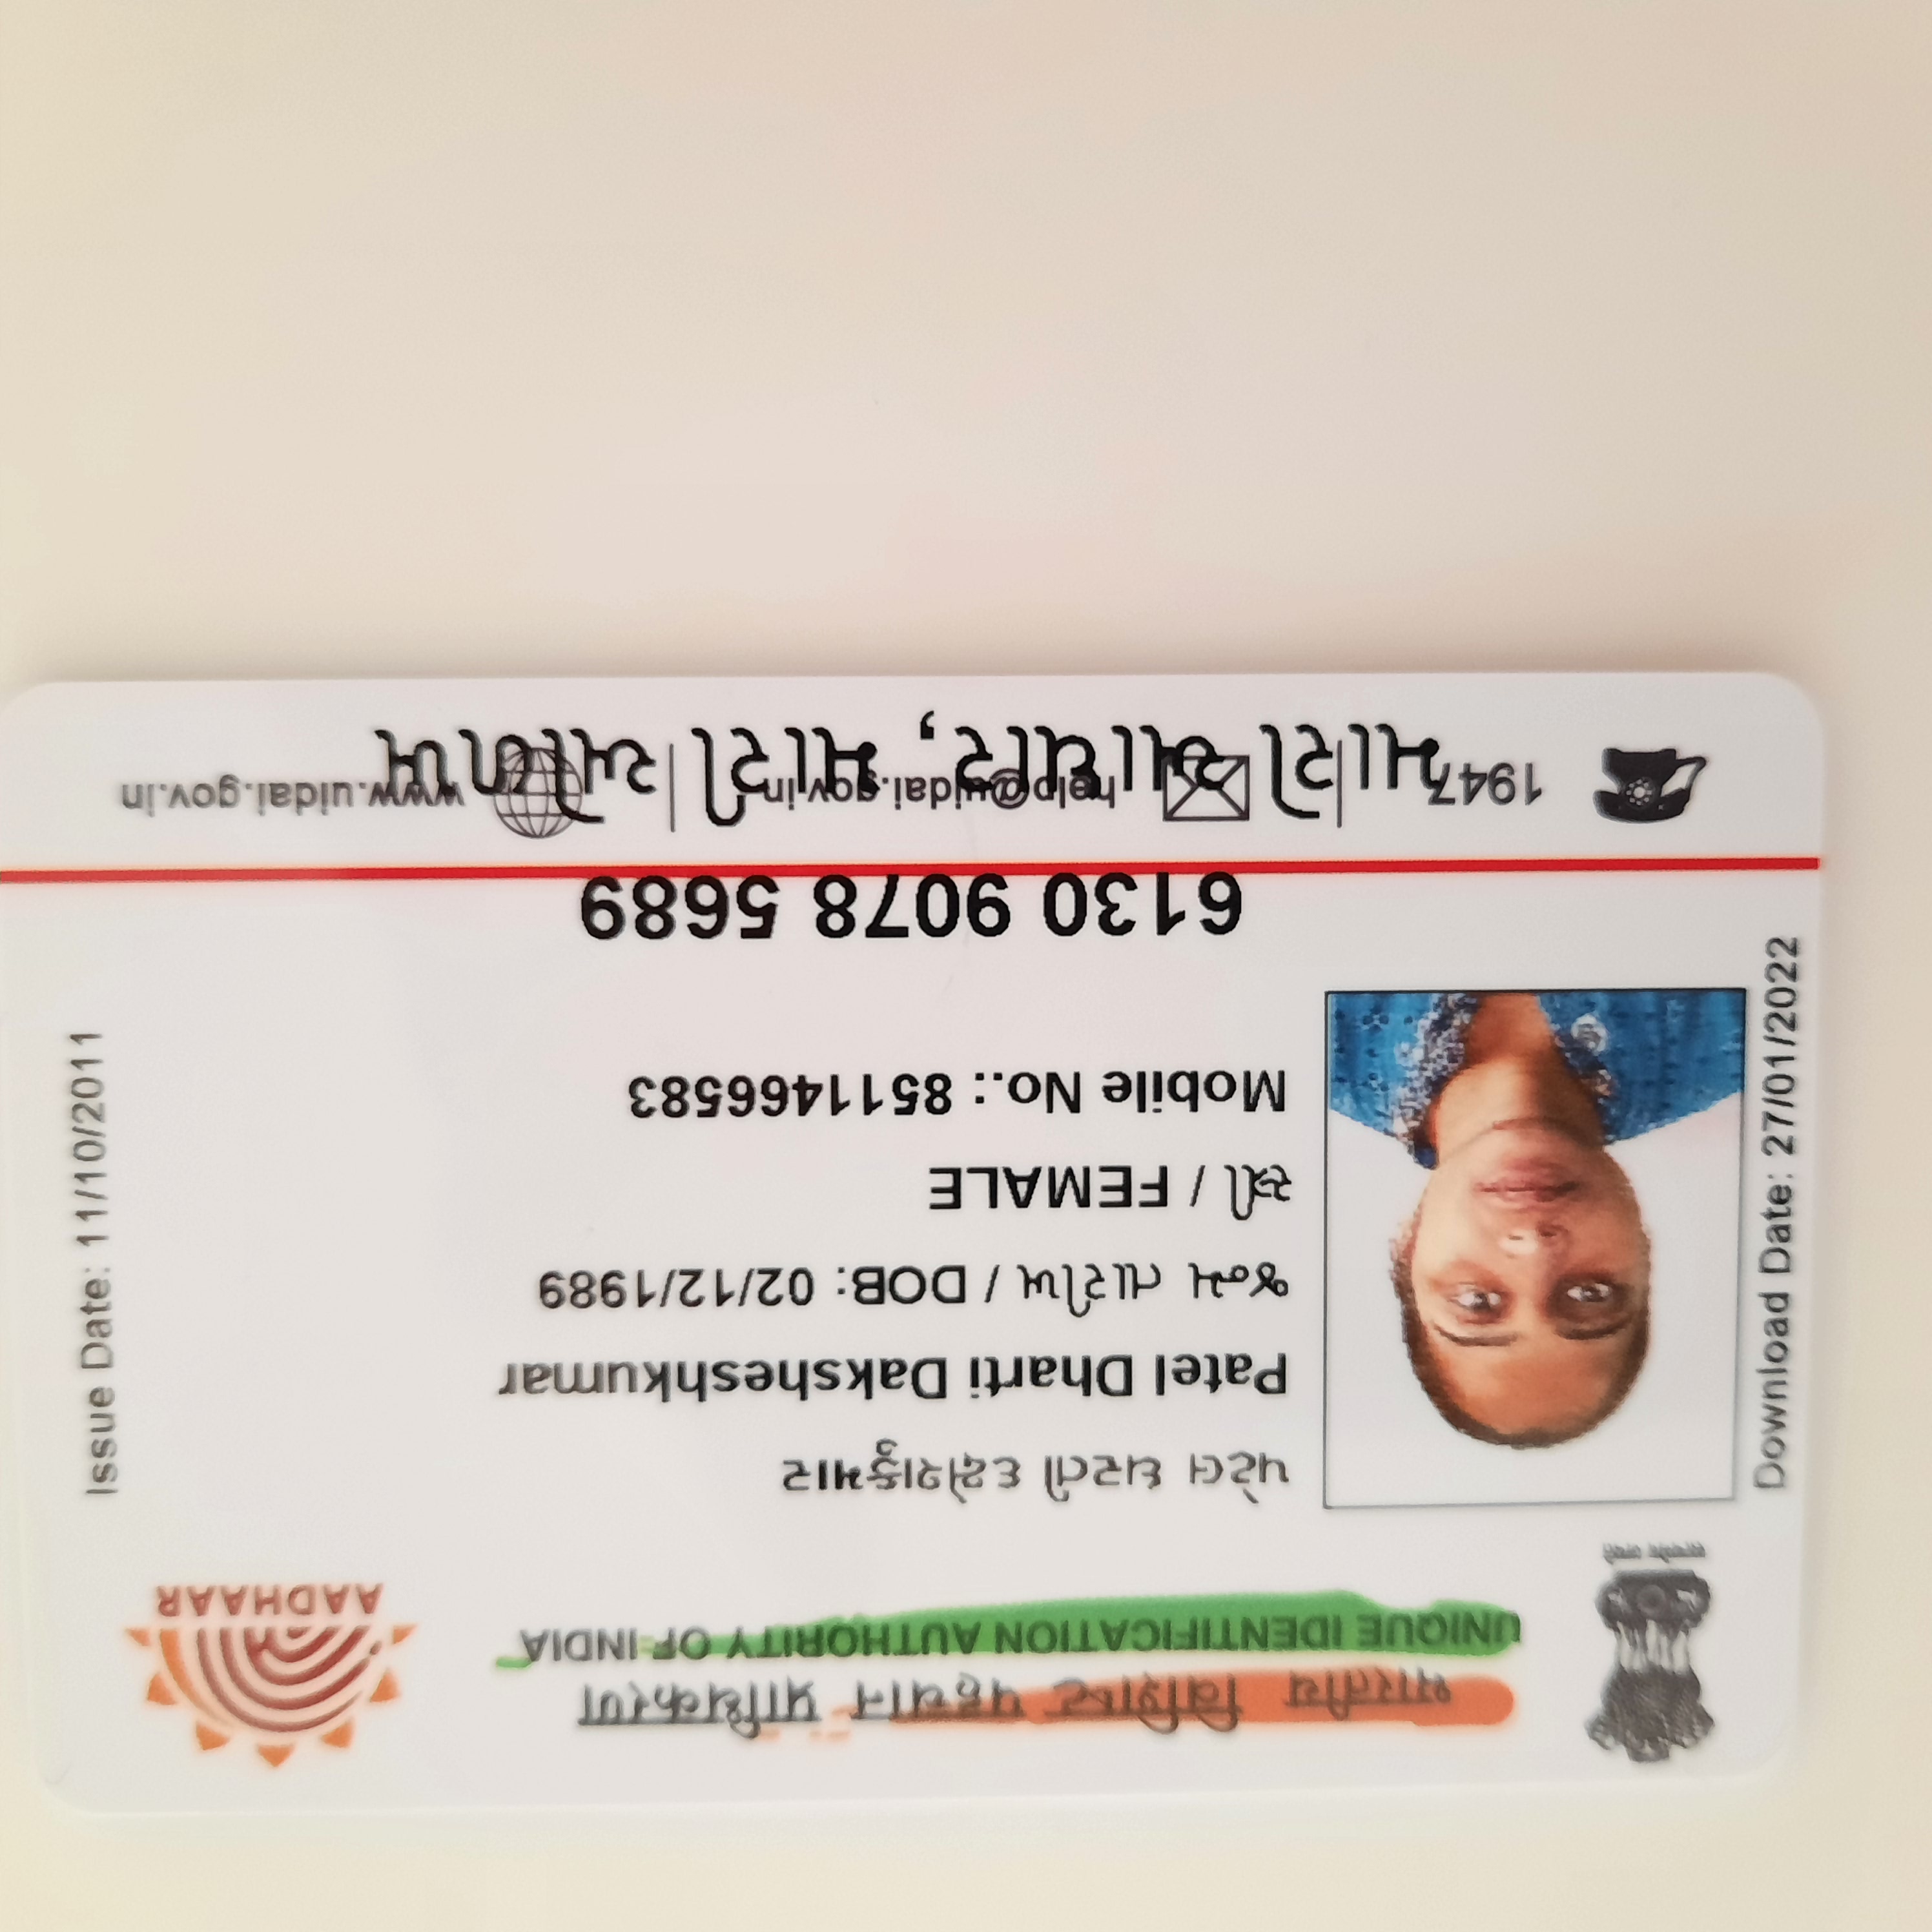 भारतीय विशिष्ट पहचान प्राधिकरण
UNIQUE IDENTIFICATION AUTHORITY OF INDIA
AADHAAR
सत्यमेव जयते
પટેલ ધરતી દક્ષેશકુમાર
Patel Dharti Daksheshkumar
જન્મ તારીખ / DOB: 02/12/1989
સ્ત્રી / FEMALE
Mobile No.: 8511466583
Download Date: 27/01/2022
Issue Date: 11/10/2011
6130 9078 5689
1947 help@uidai.gov.in www.uidai.gov.in
મારો આધાર, મારી ઓળખ